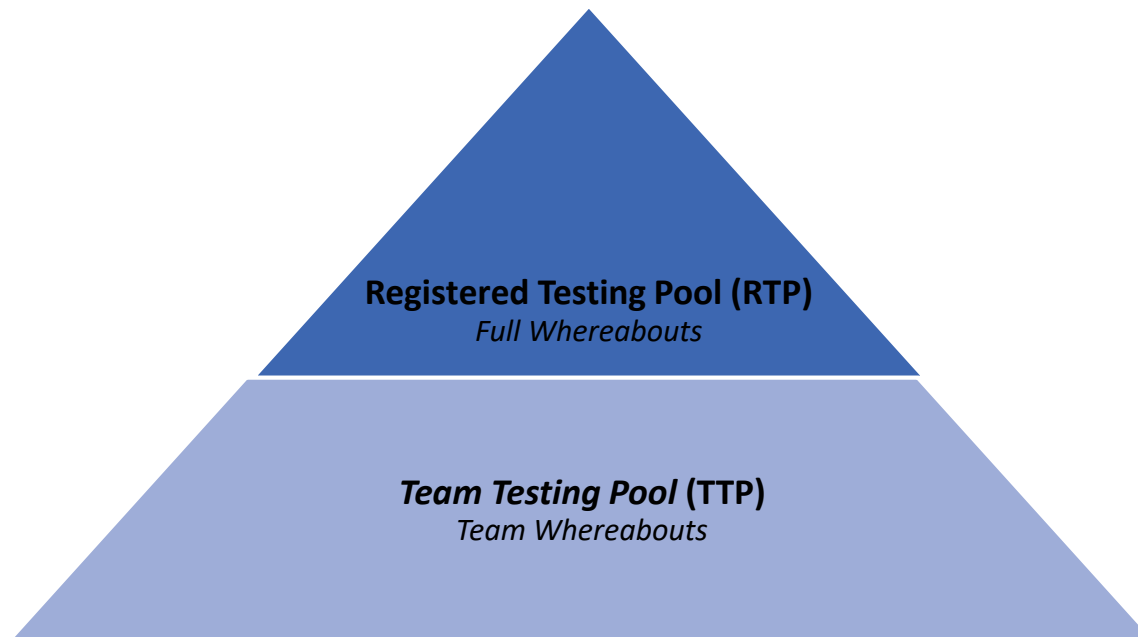 Registered Testing Pool (RTP)
Full Whereabouts
Team Testing Pool (TTP)
Team Whereabouts